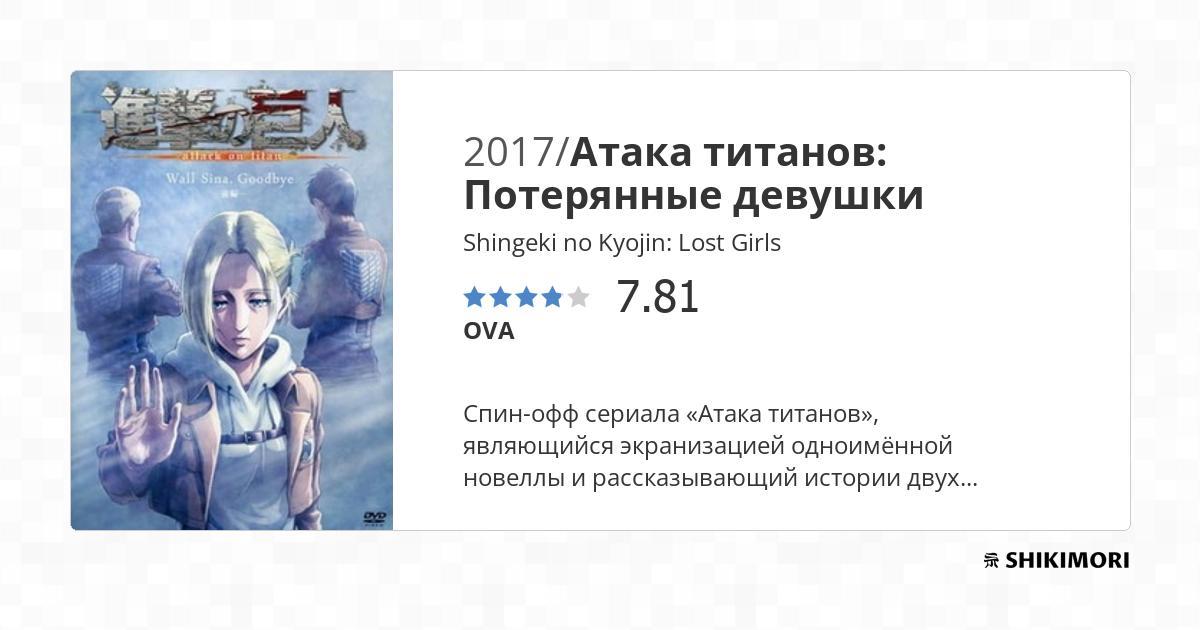 進撃の巨人
attack on titan
Wall Sina, Goodbye
2017/Атака титанов:
Потерянные девушки
Shingeki no Kyojin: Lost Girls
7.81
OVA
Спин-офф сериала «Атака титанов»,
являющийся экранизацией одноимённой
новеллы и рассказывающий истории двух...
DVD
SHIKIMORI